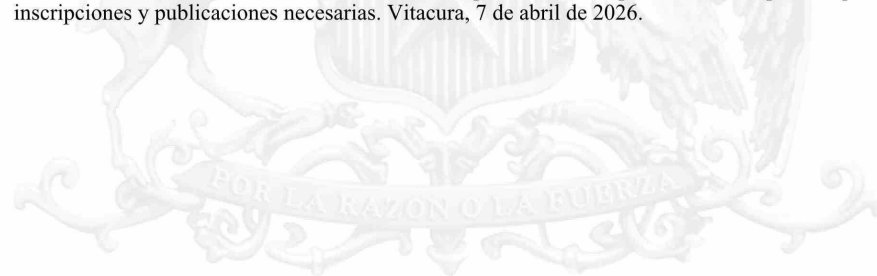 inscripciones y publicaciones necesarias. Vitacura, 7 de abril de 2026.
POR LA RAZON O LA FUERZA